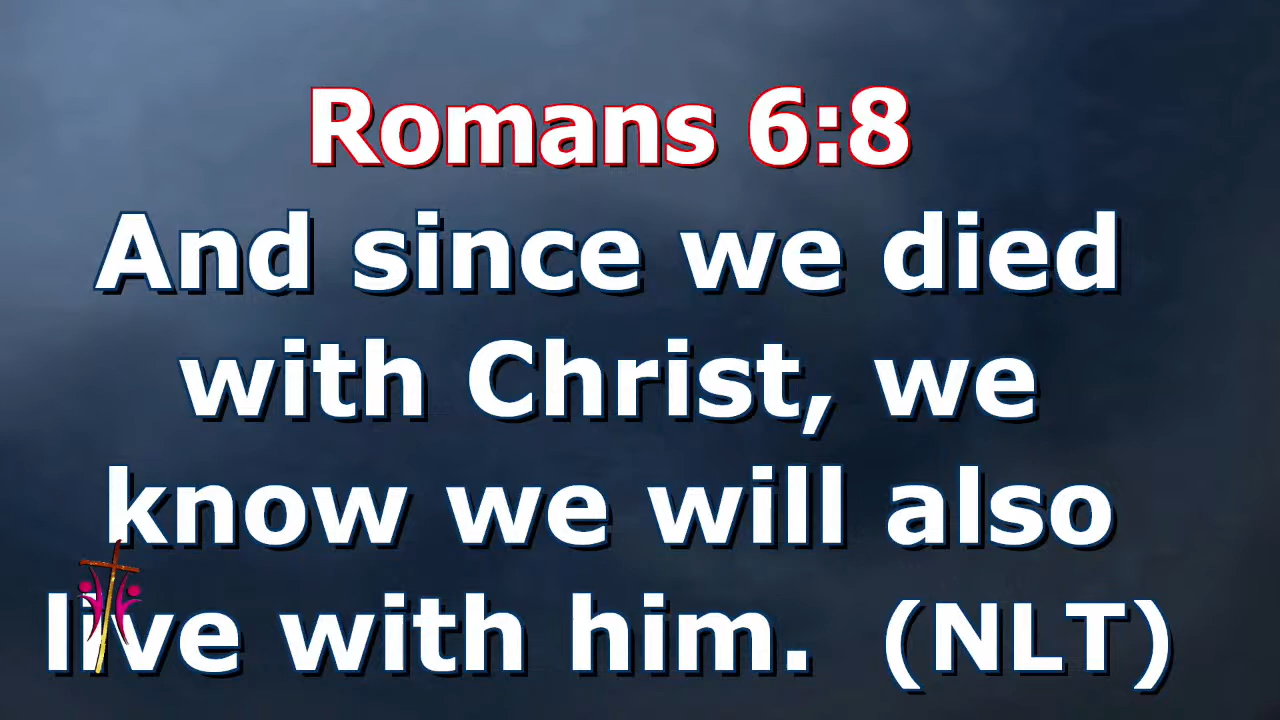 Romans 6:8
And since we died
with Christ, we
know we will also
live with him. (NLT)